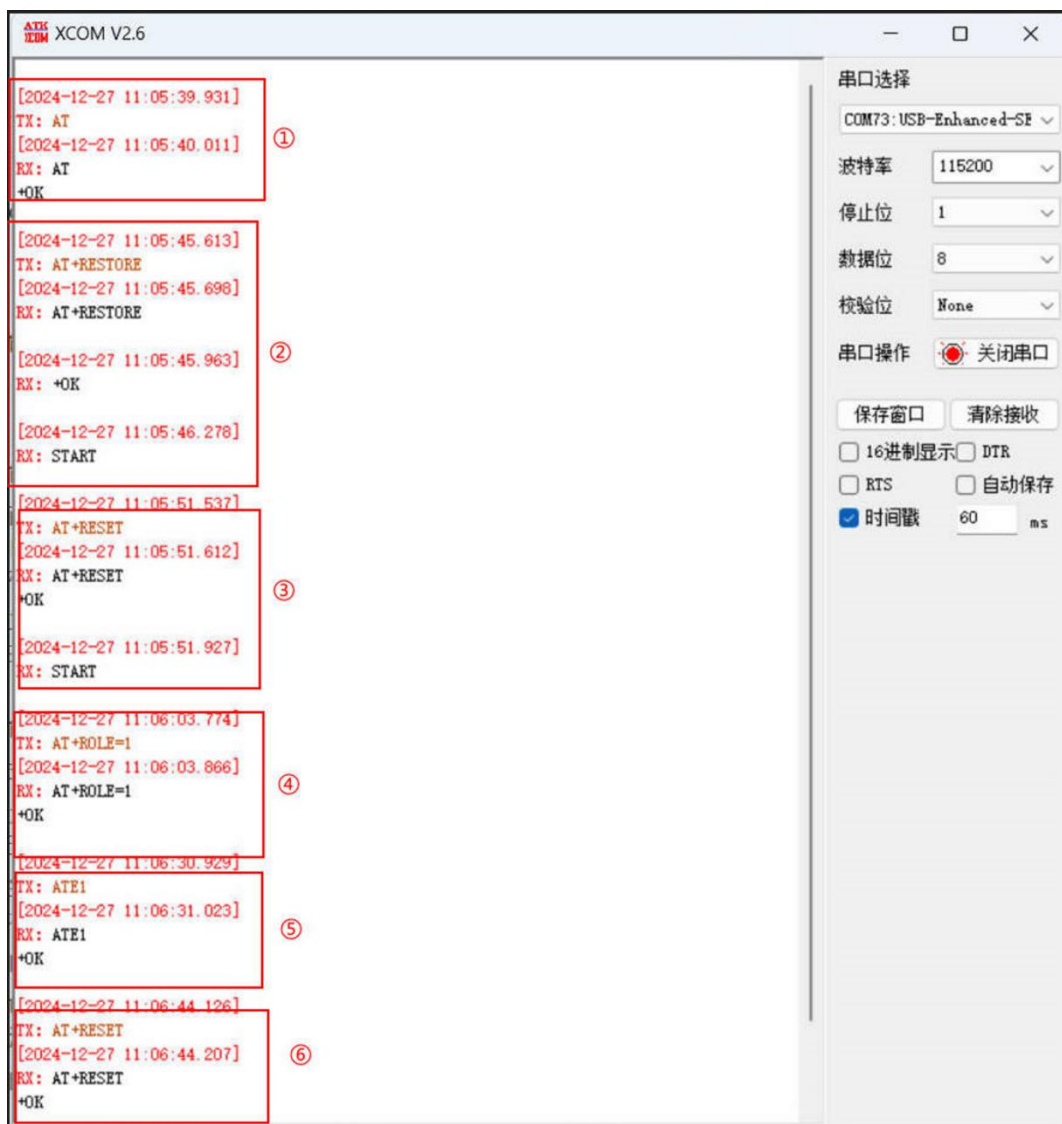 ATK XCOM XCOM V2.6
[2024-12-27 11:05:39.931]
TX: AT
[2024-12-27 11:05:40.011]
RX: AT
+OK
①
[2024-12-27 11:05:45.613]
TX: AT+RESTORE
[2024-12-27 11:05:45.698]
RX: AT+RESTORE
[2024-12-27 11:05:45.963]
RX: +OK
[2024-12-27 11:05:46.278]
RX: START
②
[2024-12-27 11:05:51.537]
TX: AT+RESET
[2024-12-27 11:05:51.612]
RX: AT+RESET
+OK
[2024-12-27 11:05:51.927]
RX: START
③
[2024-12-27 11:06:03.774]
TX: AT+ROLE=1
[2024-12-27 11:06:03.866]
RX: AT+ROLE=1
+OK
④
[2024-12-27 11:06:30.929]
TX: ATE1
[2024-12-27 11:06:31.023]
RX: ATE1
+OK
⑤
[2024-12-27 11:06:44.126]
TX: AT+RESET
[2024-12-27 11:06:44.207]
RX: AT+RESET
+OK
⑥
串口选择
COM73:USB-Enhanced-SE
波特率 115200
停止位 1
数据位 8
校验位 None
串口操作 关闭串口
保存窗口 清除接收
16进制显示 DTR
RTS 自动保存
时间戳 60 ms